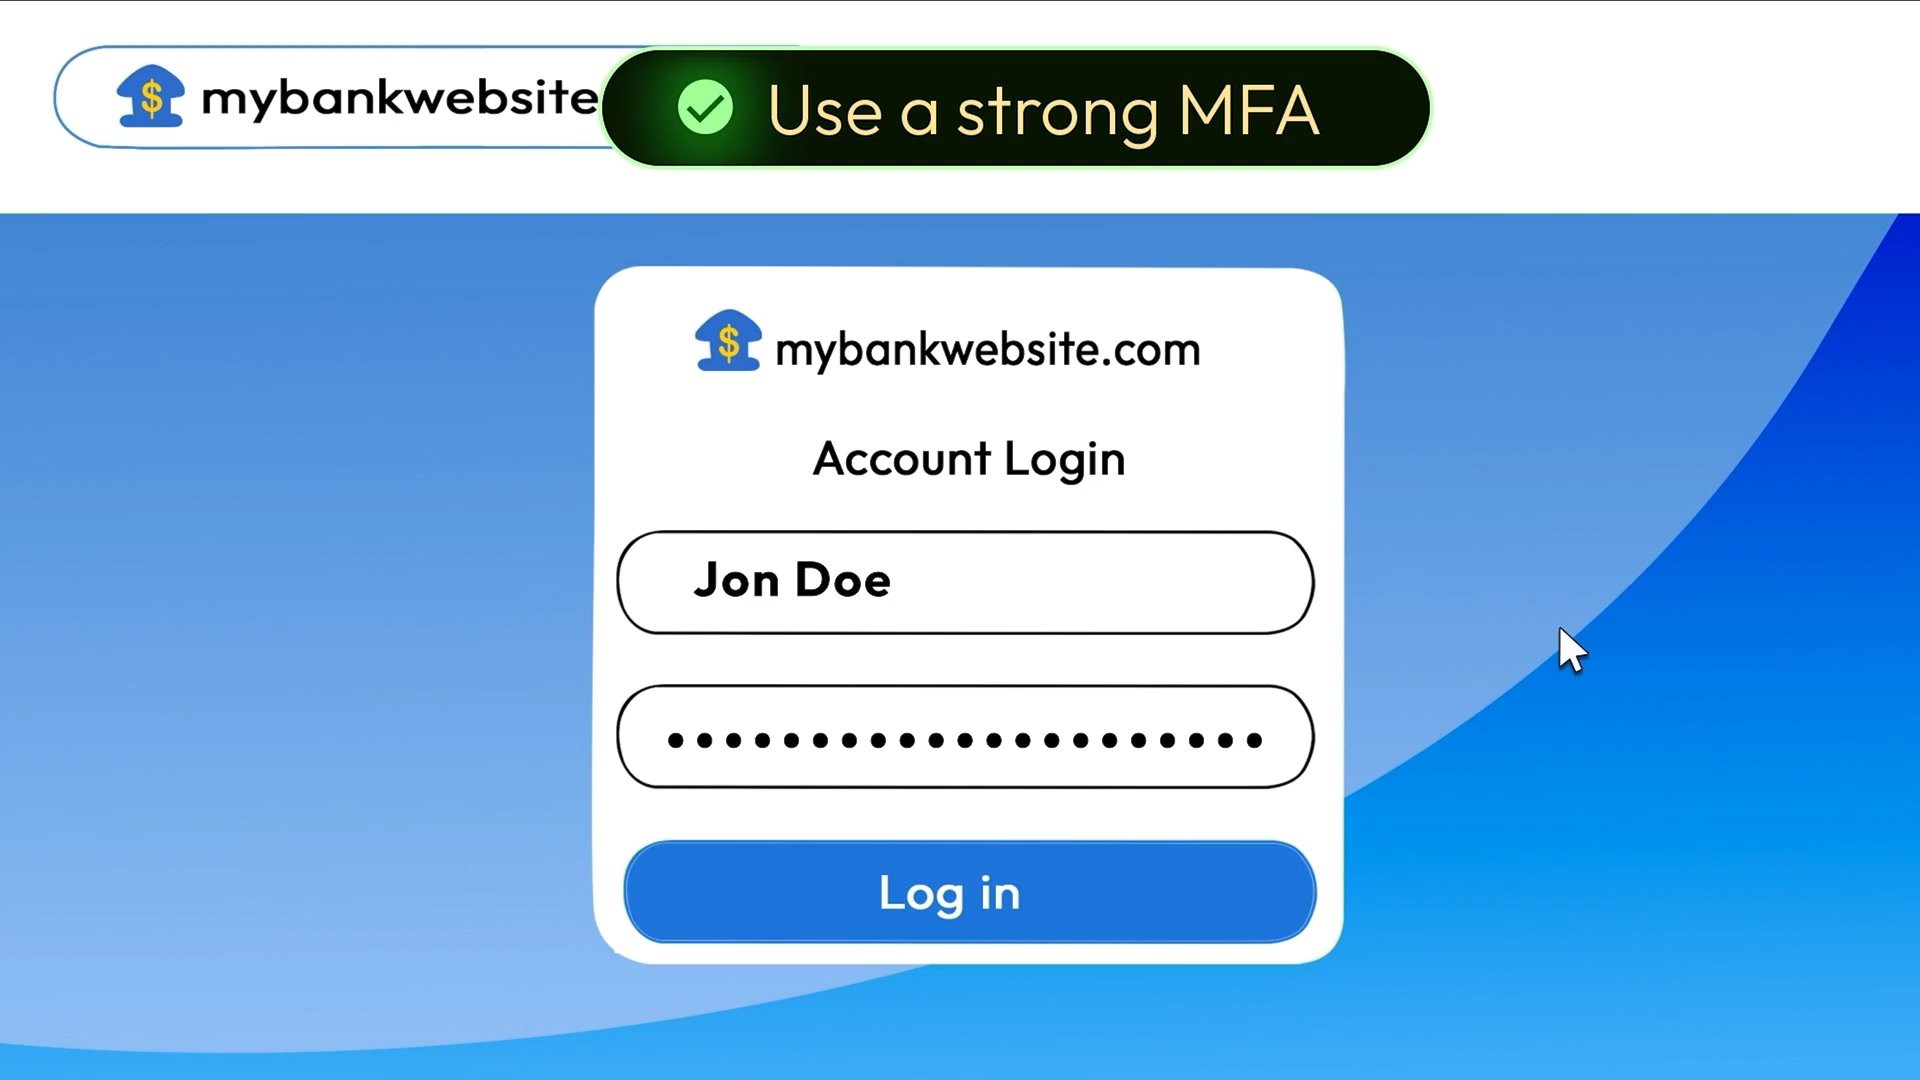 mybankwebsite
Use a strong MFA
mybankwebsite.com
Account Login
Jon Doe
Log in